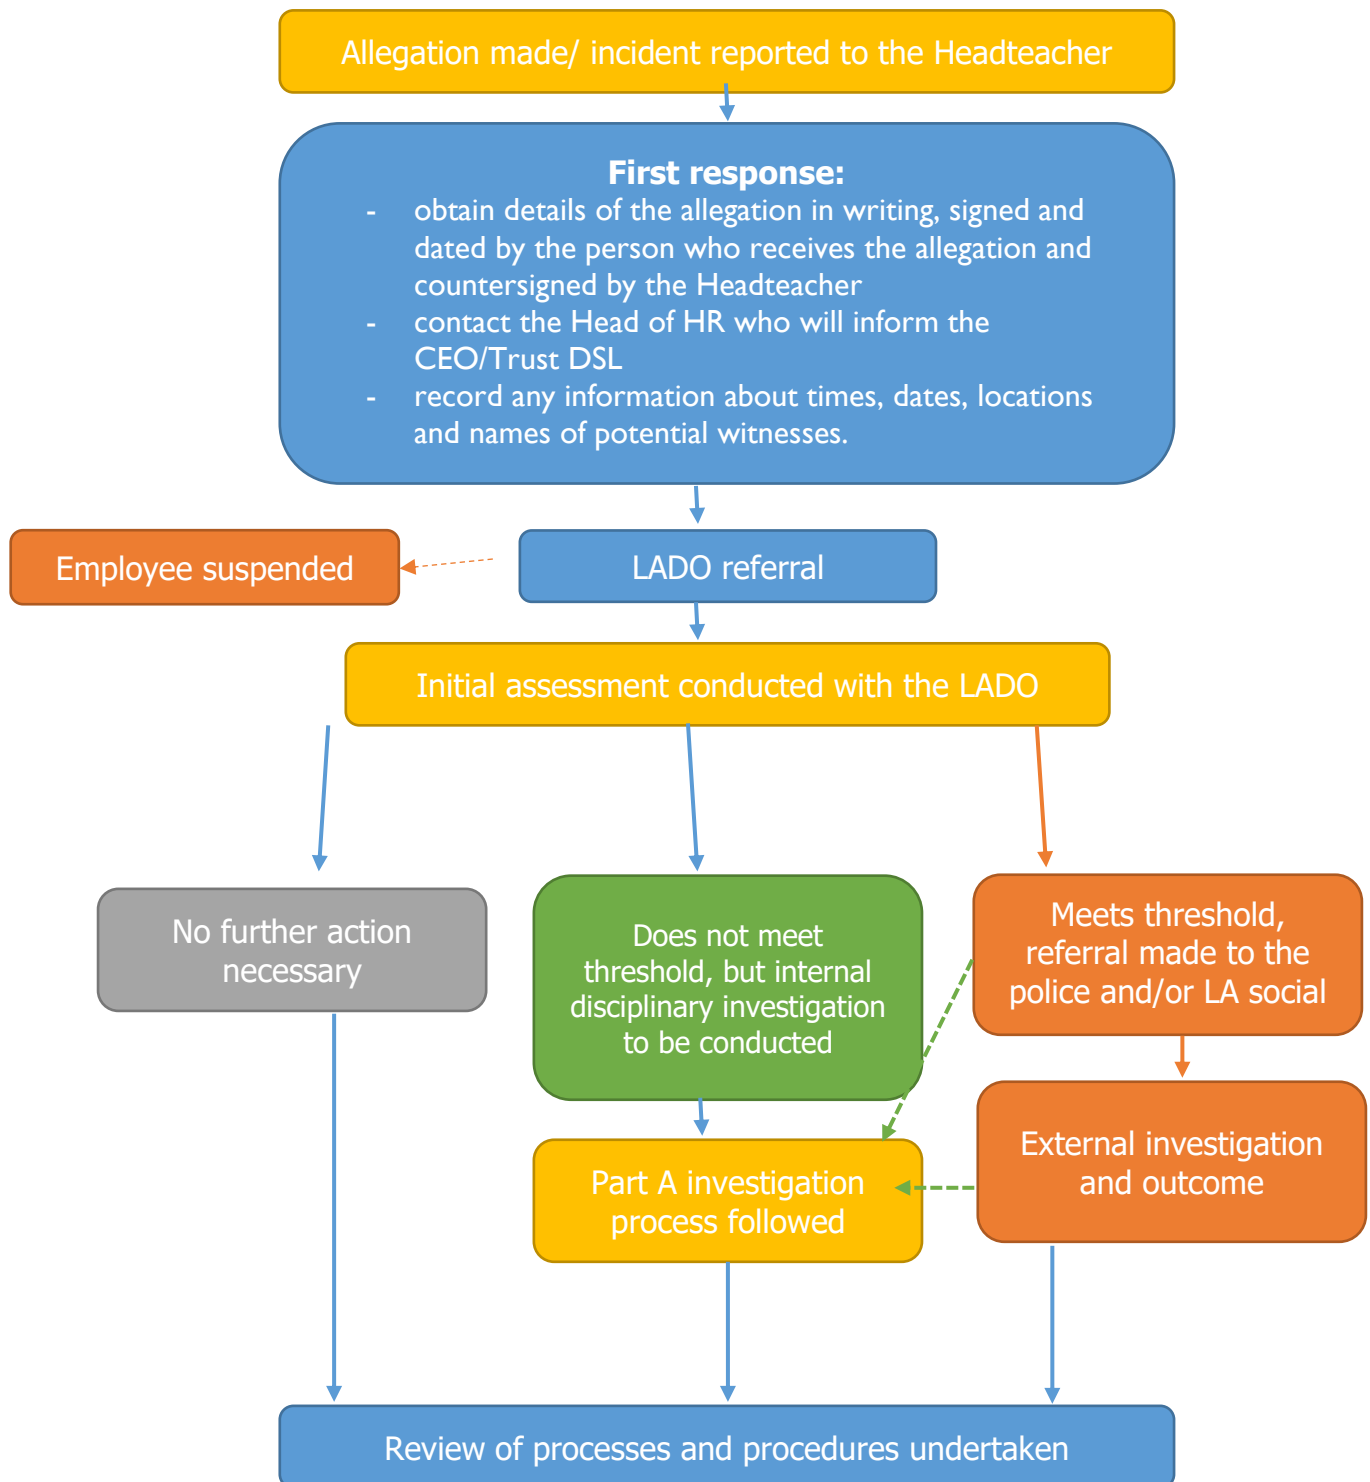 Allegation made/ incident reported to the Headteacher
First response:
- obtain details of the allegation in writing, signed and
dated by the person who receives the allegation and
countersigned by the Headteacher
- contact the Head of HR who will inform the
CEO/Trust DSL
- record any information about times, dates, locations
and names of potential witnesses.
Employee suspended
LADO referral
Initial assessment conducted with the LADO
No further action
necessary
Does not meet
threshold, but internal
disciplinary investigation
to be conducted
Meets threshold,
referral made to the
police and/or LA social
Part A investigation
process followed
External investigation
and outcome
Review of processes and procedures undertaken